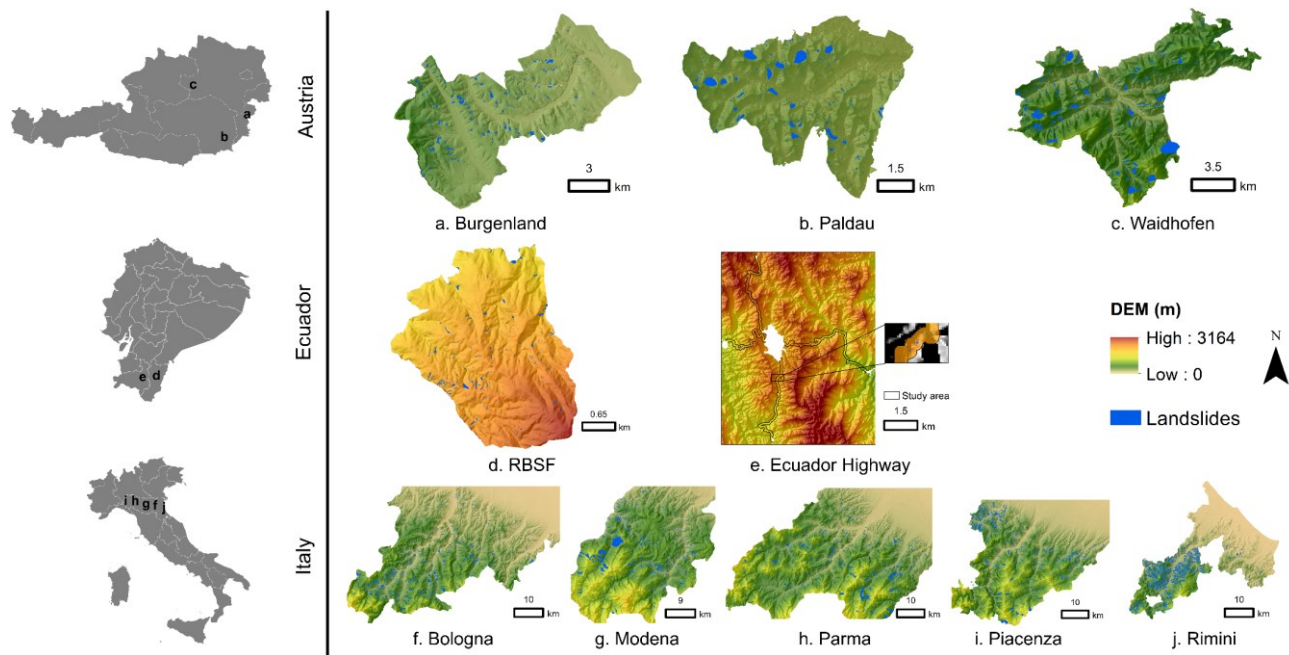 Austria
c
a
b
3
km
a. Burgenland
1.5
km
b. Paldau
3.5
km
c. Waidhofen
Ecuador
e d
0.65
km
d. RBSF
Study area
1.5
km
e. Ecuador Highway
DEM (m)
High : 3164
Low : 0
Landslides
N
Italy
i h g f j
10
km
f. Bologna
9
km
g. Modena
10
km
h. Parma
10
km
i. Piacenza
10
km
j. Rimini